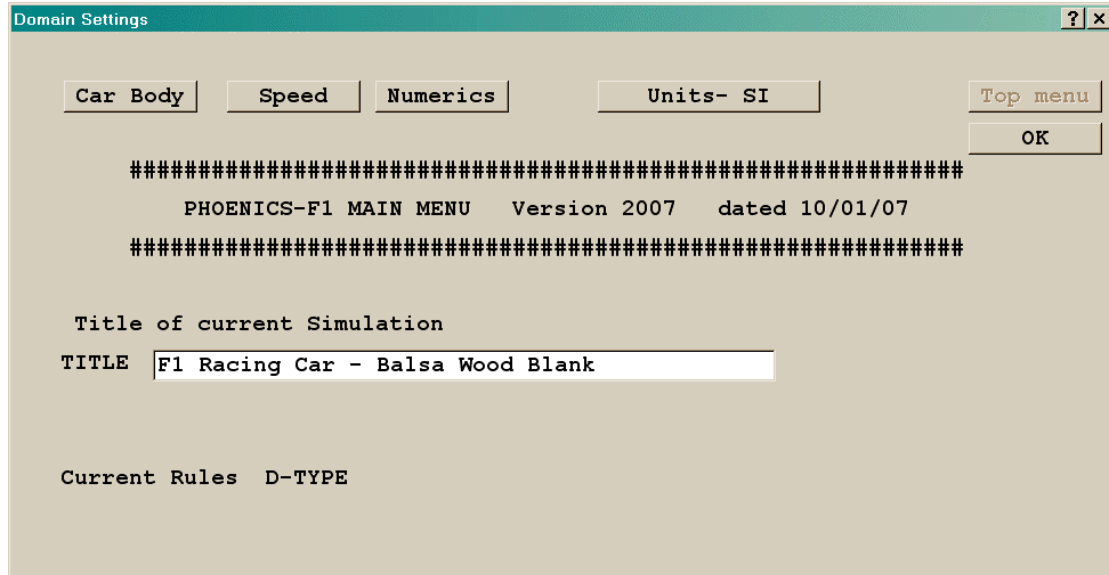 Domain Settings ? ×
Car Body Speed Numerics Units- SI Top menu
OK
##############################################################
PHOENICS-F1 MAIN MENU Version 2007 dated 10/01/07
##############################################################
Title of current Simulation
TITLE F1 Racing Car - Balsa Wood Blank
Current Rules D-TYPE